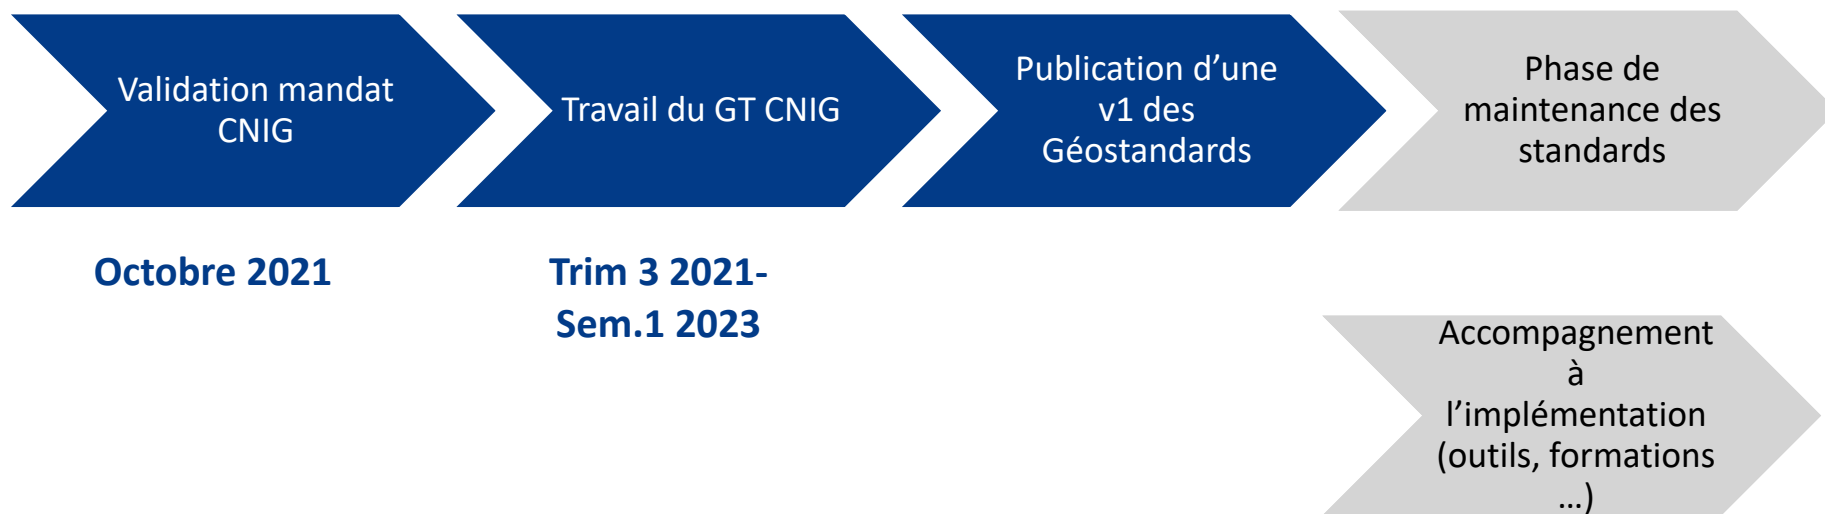 Validation mandat
CNIG
Travail du GT CNIG
Publication d’une
v1 des
Géostandards
Phase de
maintenance des
standards
Octobre 2021
Trim 3 2021-
Sem.1 2023
Accompagnement
à
l’implémentation
(outils, formations
…)